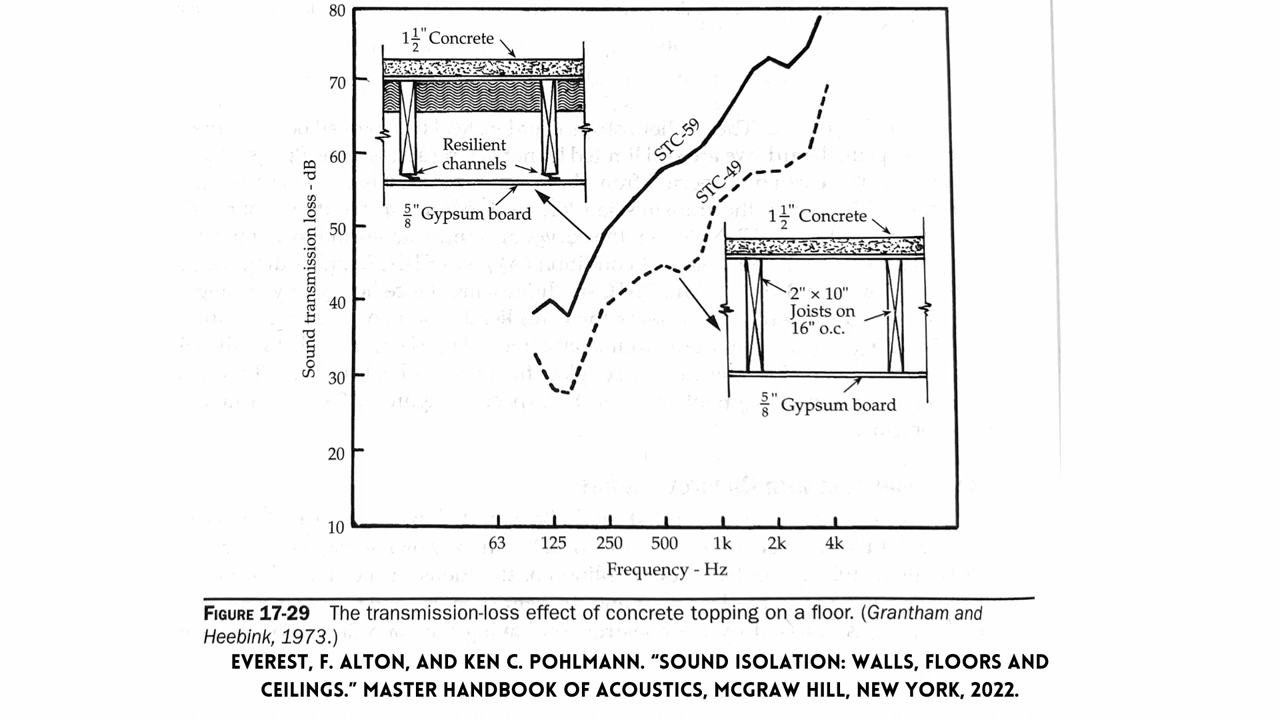 80
70
60
50
40
30
20
10
Sound transmission loss - dB
1 1/2" Concrete
Resilient
channels
5/8" Gypsum board
STC-59
STC-49
1 1/2" Concrete
2" × 10"
Joists on
16" o.c.
5/8" Gypsum board
63 125 250 500 1k 2k 4k
Frequency - Hz
FIGURE 17-29 The transmission-loss effect of concrete topping on a floor. (Grantham and
Heebink, 1973.)
EVEREST, F. ALTON, AND KEN C. POHLMANN. “SOUND ISOLATION: WALLS, FLOORS AND
CEILINGS.” MASTER HANDBOOK OF ACOUSTICS, MCGRAW HILL, NEW YORK, 2022.